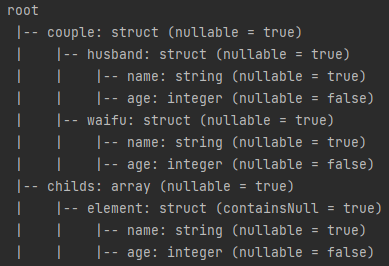 root
 |-- couple: struct (nullable = true)
 |    |-- husband: struct (nullable = true)
 |    |    |-- name: string (nullable = true)
 |    |    |-- age: integer (nullable = false)
 |    |-- waifu: struct (nullable = true)
 |    |    |-- name: string (nullable = true)
 |    |    |-- age: integer (nullable = false)
 |-- childs: array (nullable = true)
 |    |-- element: struct (containsNull = true)
 |    |    |-- name: string (nullable = true)
 |    |    |-- age: integer (nullable = false)